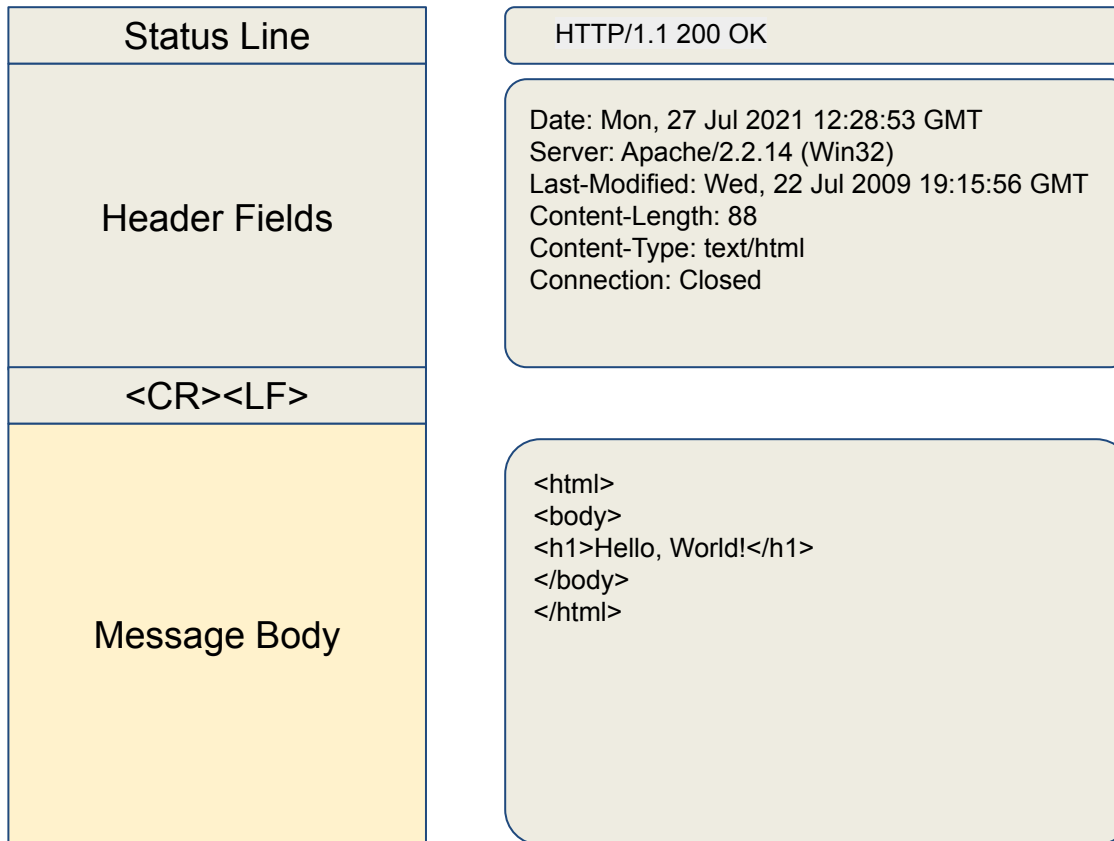 Status Line
HTTP/1.1 200 OK
Header Fields
Date: Mon, 27 Jul 2021 12:28:53 GMT
Server: Apache/2.2.14 (Win32)
Last-Modified: Wed, 22 Jul 2009 19:15:56 GMT
Content-Length: 88
Content-Type: text/html
Connection: Closed
<CR><LF>
Message Body
<html>
<body>
<h1>Hello, World!</h1>
</body>
</html>